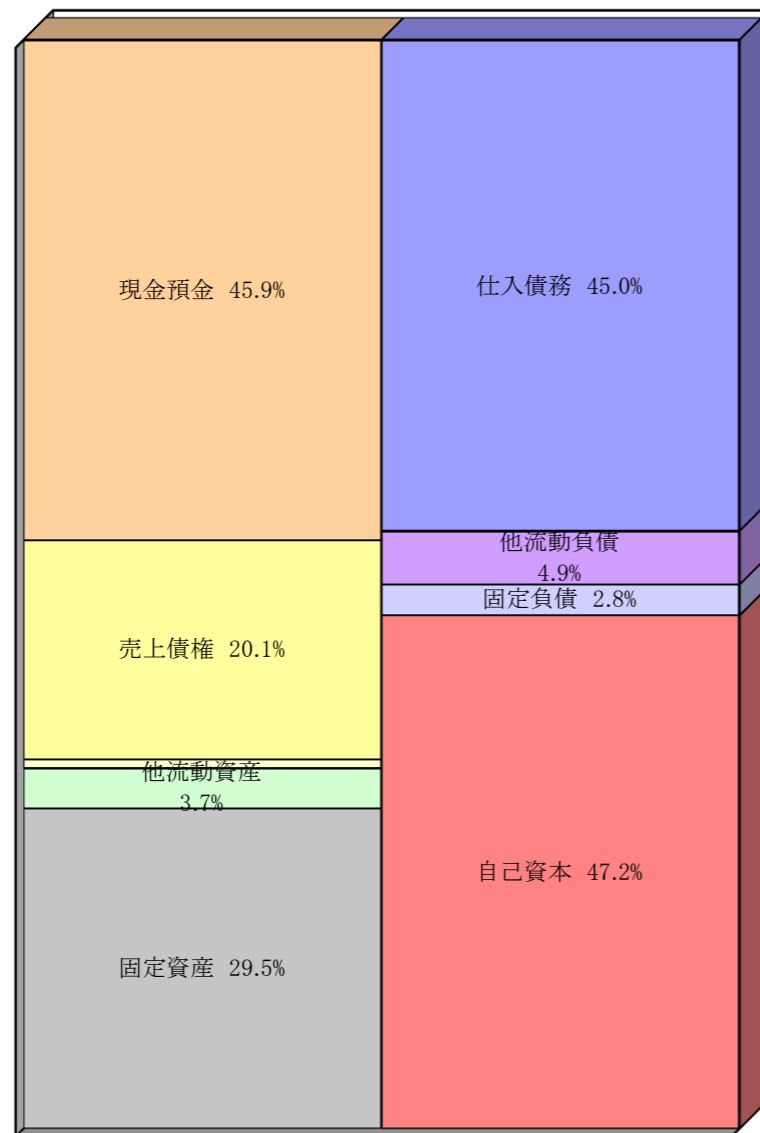 現金預金 45.9%
売上債権 20.1%
他流動資産
3.7%
固定資産 29.5%
仕入債務 45.0%
他流動負債
4.9%
固定負債 2.8%
自己資本 47.2%